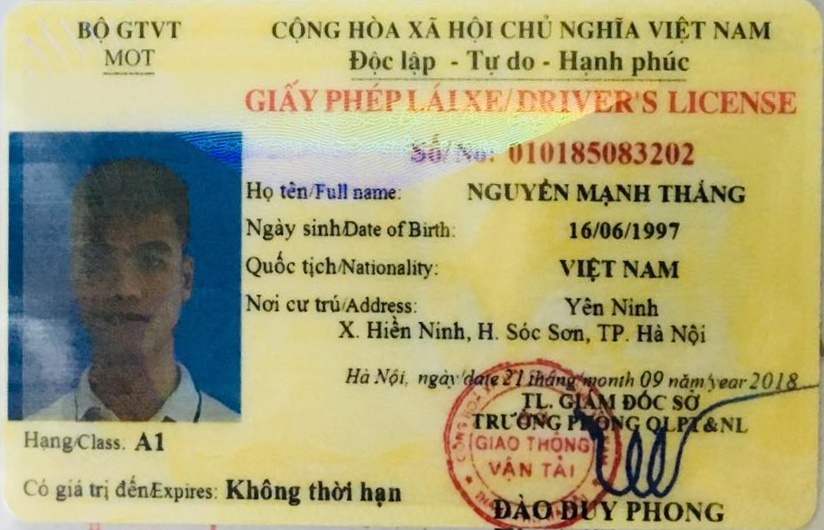 BỘ GTVT
MOT
CỘNG HÒA XÃ HỘI CHỦ NGHĨA VIỆT NAM
Độc lập - Tự do - Hạnh phúc
GIẤY PHÉP LÁI XE/DRIVER'S LICENSE
Số/No: 010185083202
Họ tên/Full name: NGUYỄN MẠNH THẮNG
Ngày sinh/Date of Birth: 16/06/1997
Quốc tịch/Nationality: VIỆT NAM
Nơi cư trú/Address: Yên Ninh
X. Hiền Ninh, H. Sóc Sơn, TP. Hà Nội
Hà Nội, ngày/date 21 tháng/month 09 năm/year 2018
TL. GIÁM ĐỐC SỞ
TRƯỞNG PHÒNG QLPT&NL
GIAO THÔNG
VẬN TẢI
ĐÀO DUY PHONG
Hạng/Class. A1
Có giá trị đến/Expires: Không thời hạn